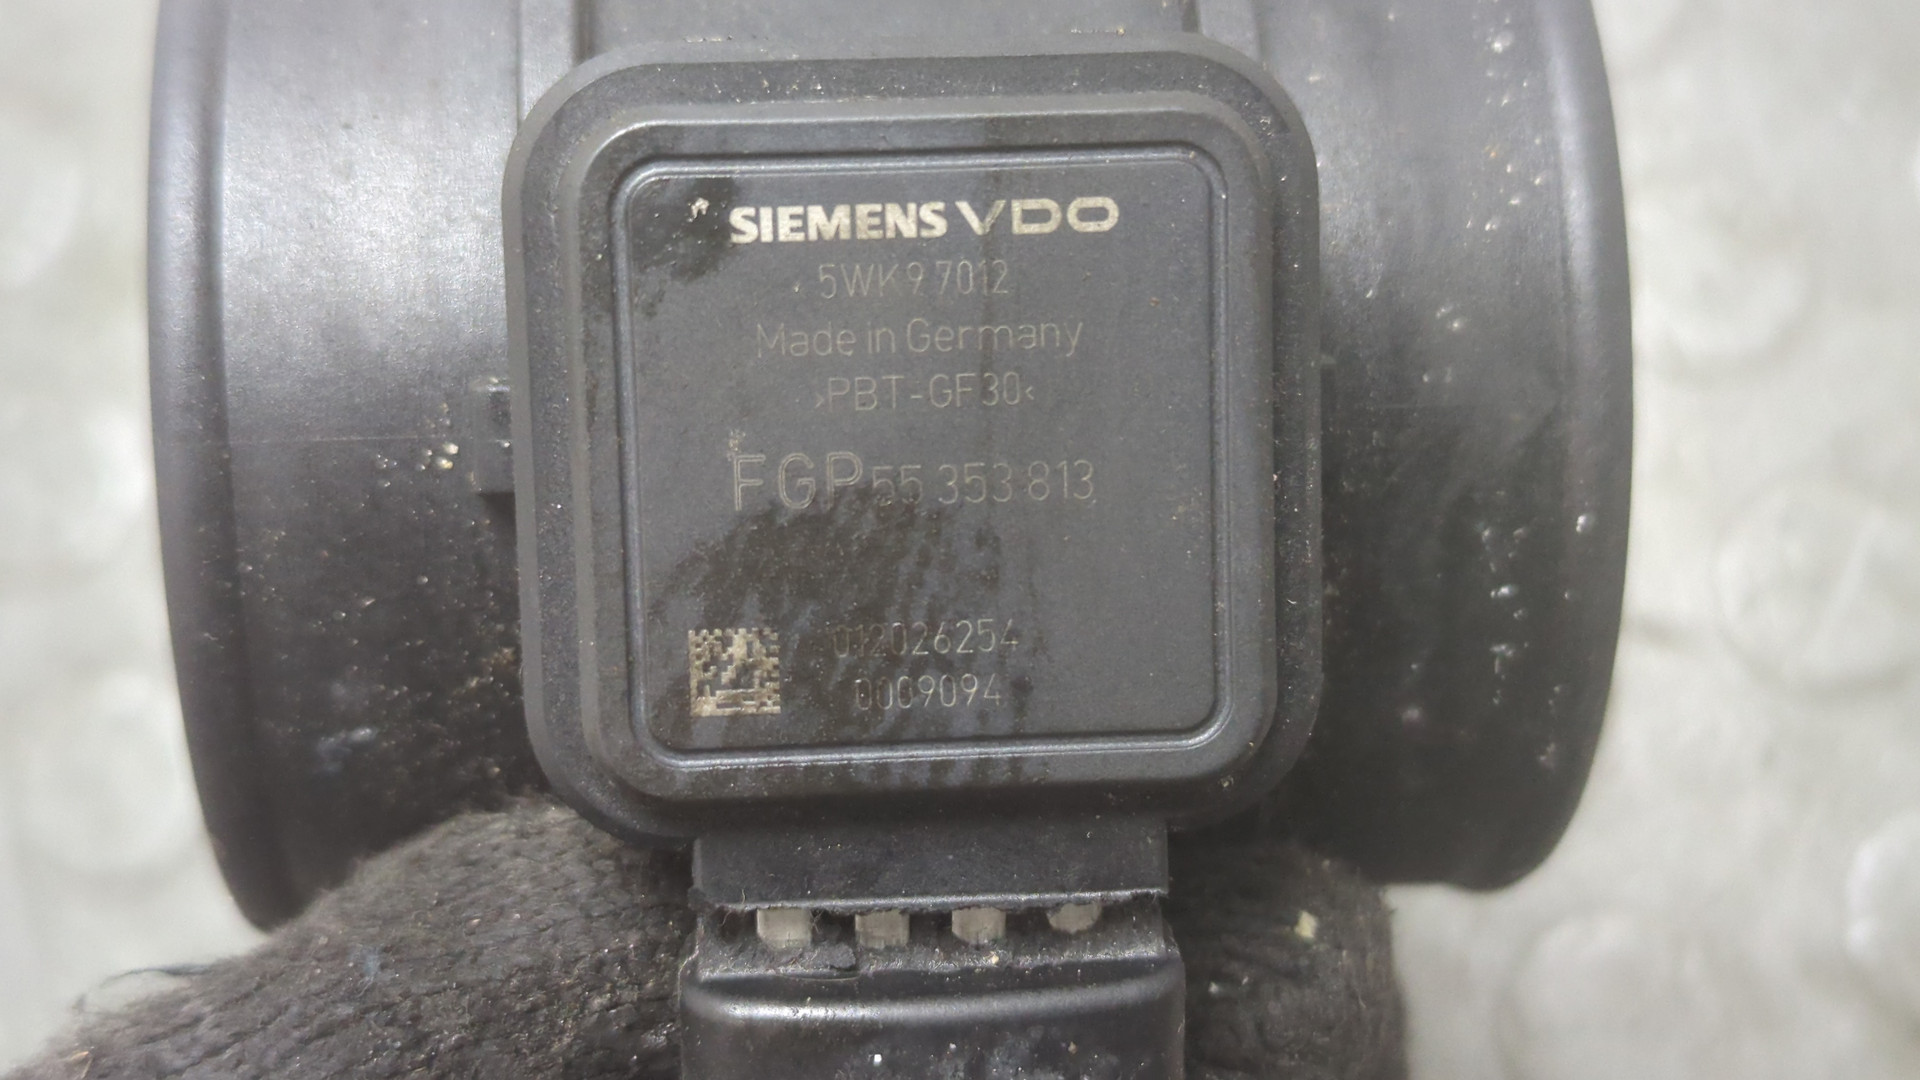 SIEMENS VDO
5WK9 7012
Made in Germany
>PBT-GF30<
FGP 55 353 813
012026254
0009094